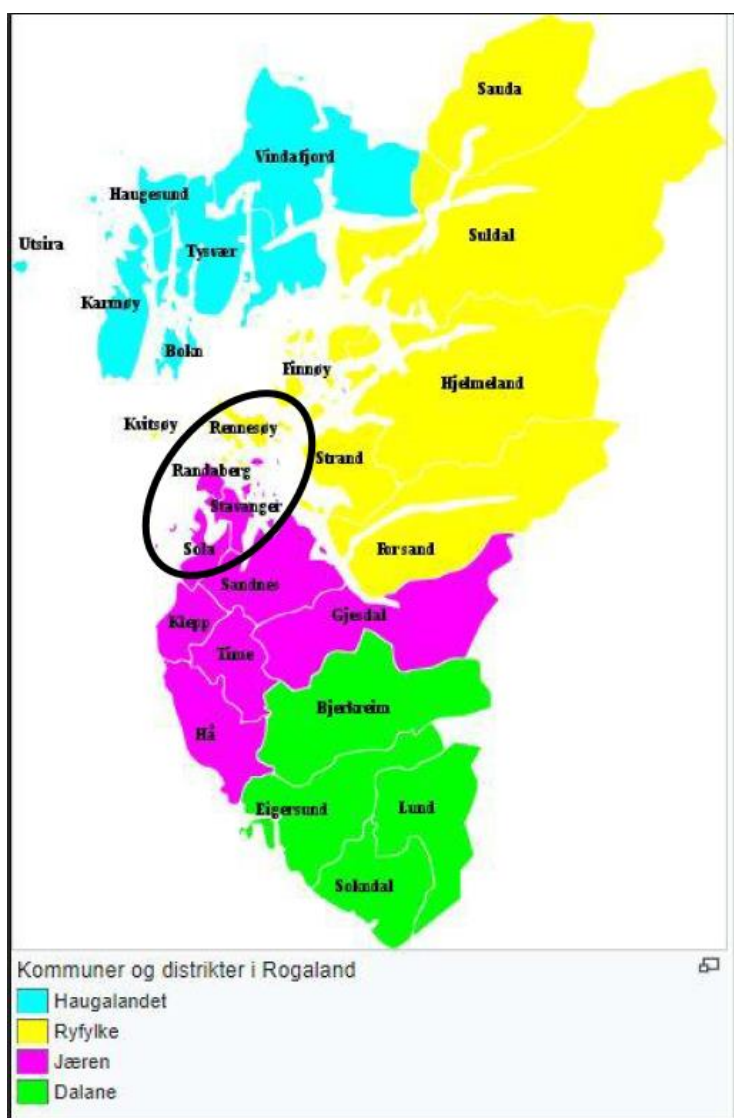 Sauda
Vindafjord
Haugesund
Suldal
Utsira
Tysvær
Karmøy
Bokn
Finnøy
Hjelmeland
Kvitsøy
Rennesøy
Strand
Randaberg
Stavanger
Sola
Forsand
Sandnes
Gjesdal
Klepp
Time
Bjerkreim
Hå
Eigersund
Lund
Sokndal
Kommuner og distrikter i Rogaland
Haugalandet
Ryfylke
Jæren
Dalane